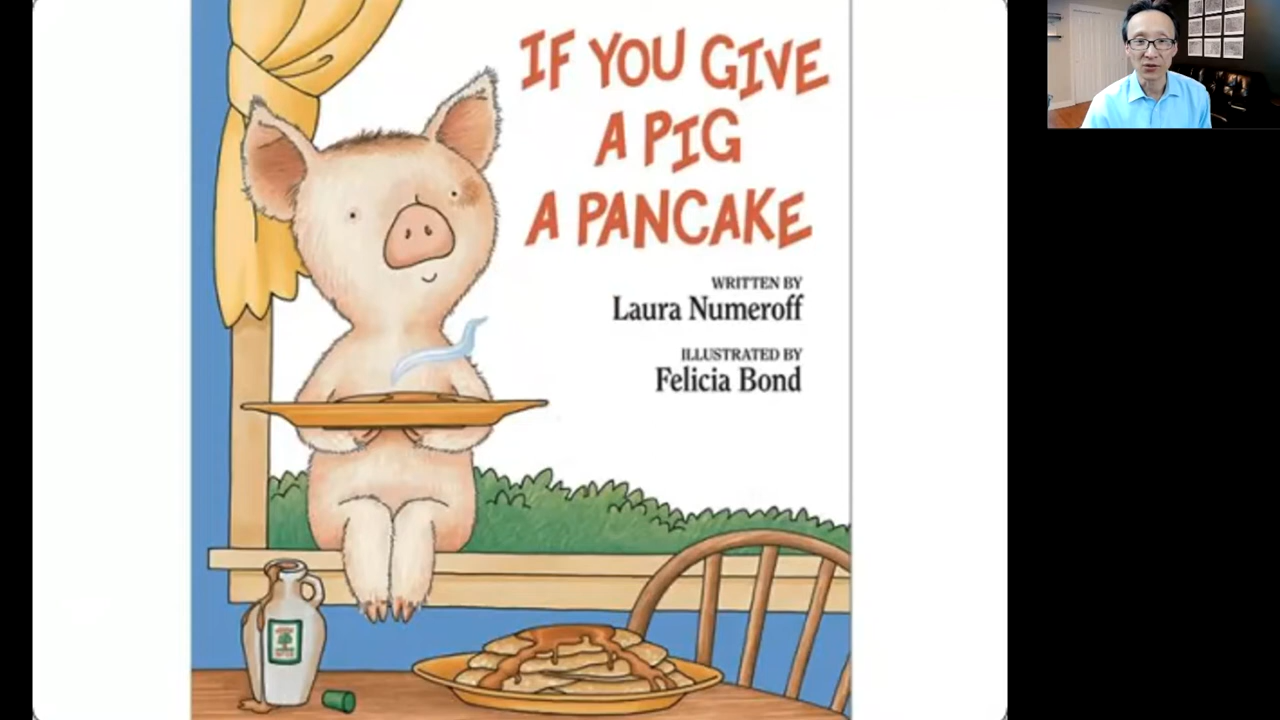 IF YOU GIVE
A PIG
A PANCAKE
WRITTEN BY
Laura Numeroff
ILLUSTRATED BY
Felicia Bond